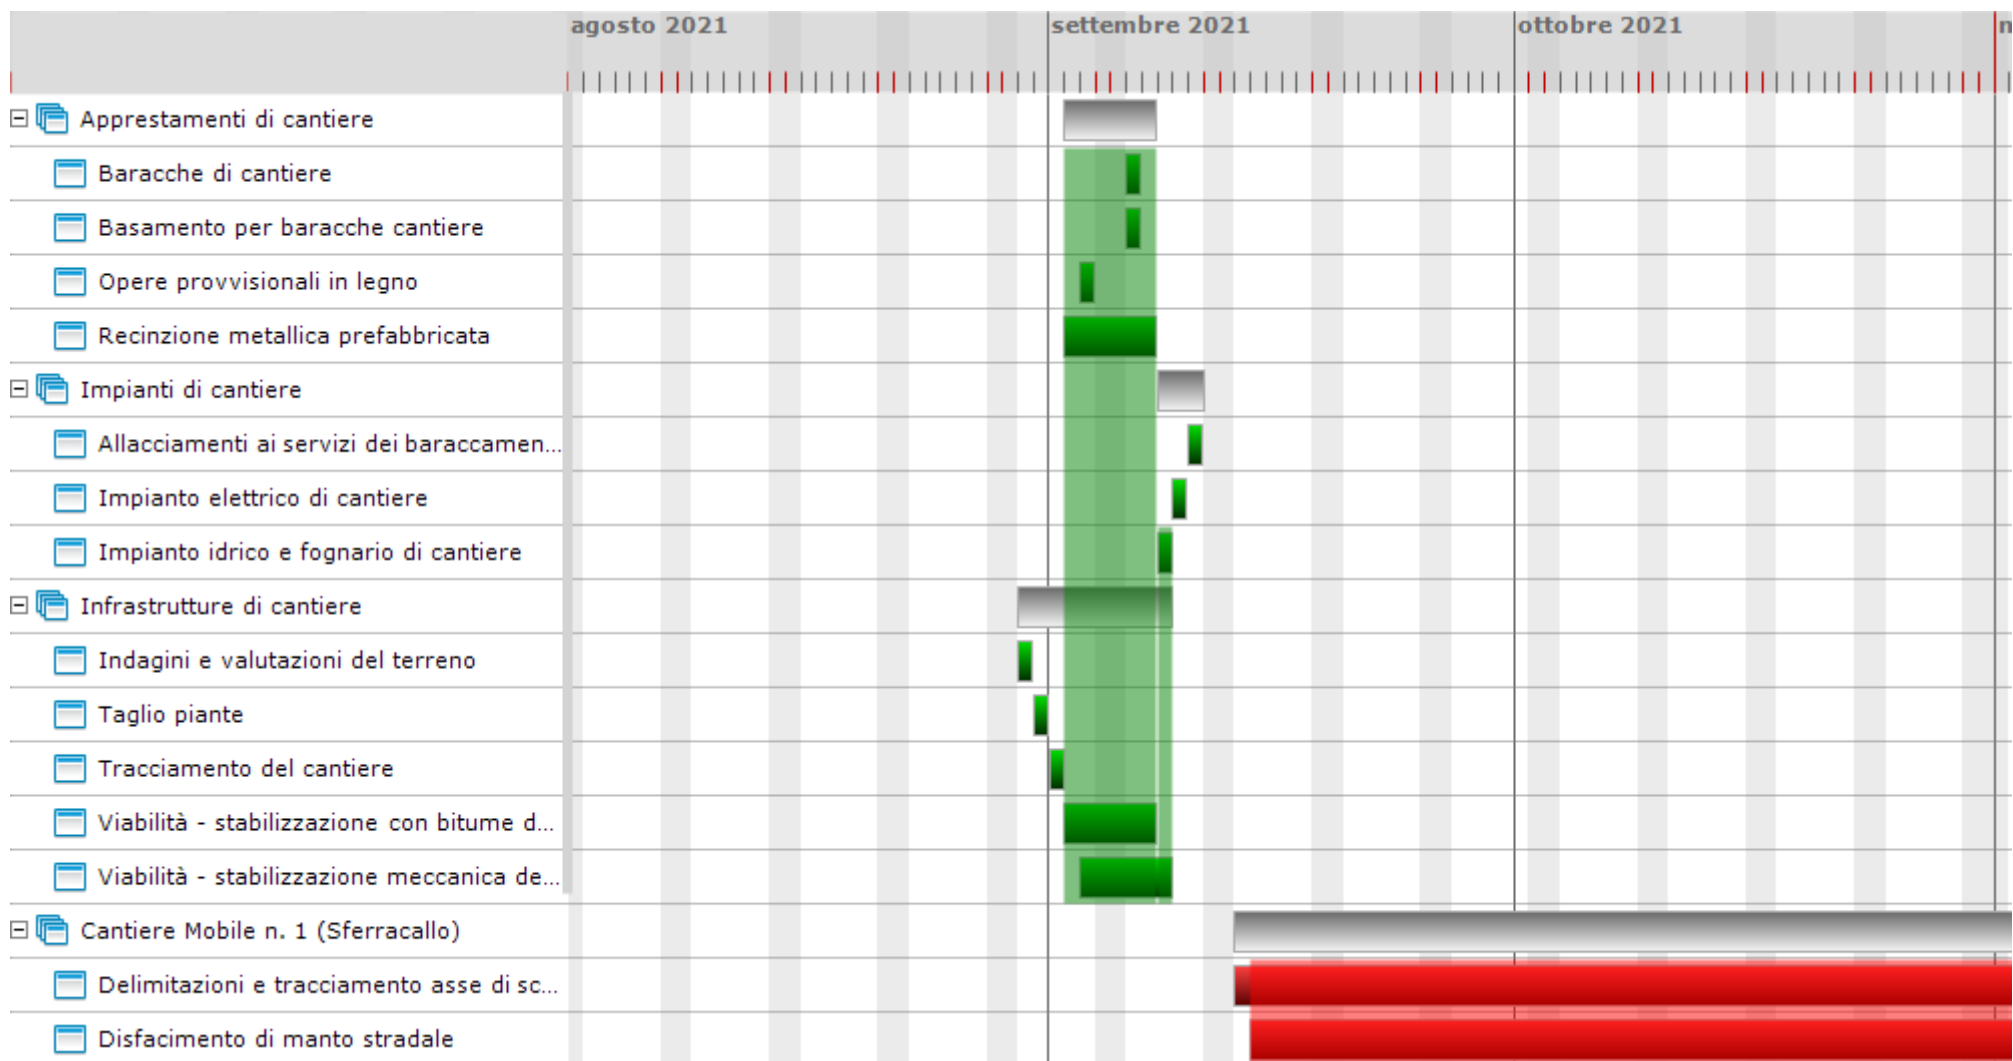 agosto 2021 settembre 2021 ottobre 2021 n
Apprestamenti di cantiere
Baracche di cantiere
Basamento per baracche cantiere
Opere provvisionali in legno
Recinzione metallica prefabbricata
Impianti di cantiere
Allacciamenti ai servizi dei baraccamen...
Impianto elettrico di cantiere
Impianto idrico e fognario di cantiere
Infrastrutture di cantiere
Indagini e valutazioni del terreno
Taglio piante
Tracciamento del cantiere
Viabilità - stabilizzazione con bitume d...
Viabilità - stabilizzazione meccanica de...
Cantiere Mobile n. 1 (Sferracallo)
Delimitazioni e tracciamento asse di sc...
Disfacimento di manto stradale